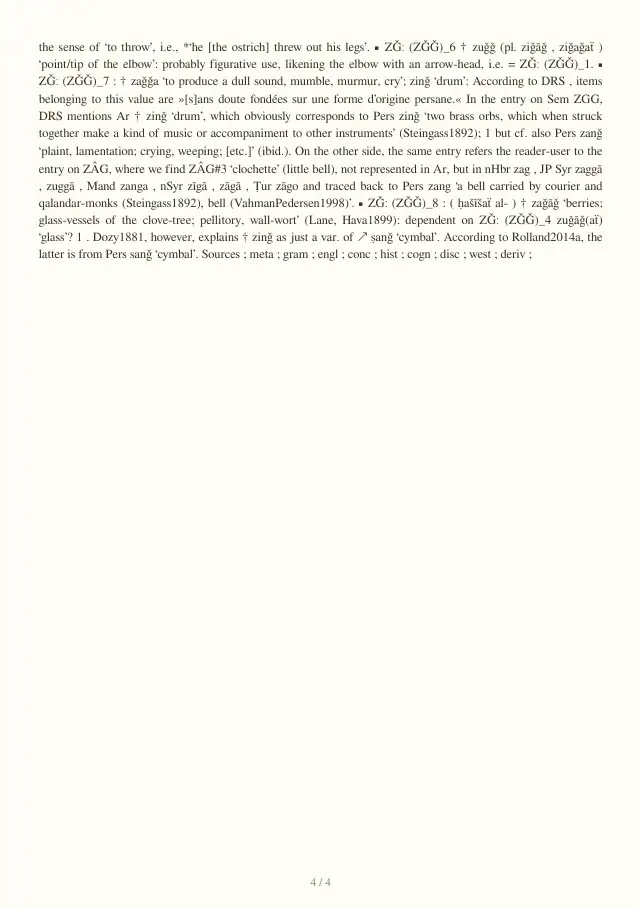 the sense of ‘to throw’, i.e., *‘he [the ostrich] threw out his legs’. ▪ ZǦː (ZǦǦ)_6 † zuǧǧ (pl. ziǧāǧ , ziǧaǧaẗ )
‘point/tip of the elbow’: probably figurative use, likening the elbow with an arrow-head, i.e. = ZǦː (ZǦǦ)_1. ▪
ZǦː (ZǦǦ)_7 : † zaǧǧa ‘to produce a dull sound, mumble, murmur, cry’; zinǧ ‘drum’: According to DRS , items
belonging to this value are »[s]ans doute fondées sur une forme d’origine persane.« In the entry on Sem ZGG,
DRS mentions Ar † zinǧ ‘drum’, which obviously corresponds to Pers zinǧ ‘two brass orbs, which when struck
together make a kind of music or accompaniment to other instruments’ (Steingass1892); 1 but cf. also Pers zanǧ
‘plaint, lamentation; crying, weeping; [etc.]’ (ibid.). On the other side, the same entry refers the reader-user to the
entry on ZÂG, where we find ZÂG#3 ‘clochette’ (little bell), not represented in Ar, but in nHbr zag , JP Syr zaggā
, zuggā , Mand zanga , nSyr zīgā , zāgā , Ṭur zāgo and traced back to Pers zang ‘a bell carried by courier and
qalandar-monks (Steingass1892), bell (VahmanPedersen1998)’. ▪ ZǦː (ZǦǦ)_8 : ( ḥašīšaẗ al- ) † zaǧāǧ ‘berries;
glass-vessels of the clove-tree; pellitory, wall-wort’ (Lane, Hava1899): dependent on ZǦː (ZǦǦ)_4 zuǧāǧ(aẗ)
‘glass’? 1 . Dozy1881, however, explains † zinǧ as just a var. of ↗ ṣanǧ ‘cymbal’. According to Rolland2014a, the
latter is from Pers sanǧ ‘cymbal’. Sources ; meta ; gram ; engl ; conc ; hist ; cogn ; disc ; west ; deriv ;
4 / 4